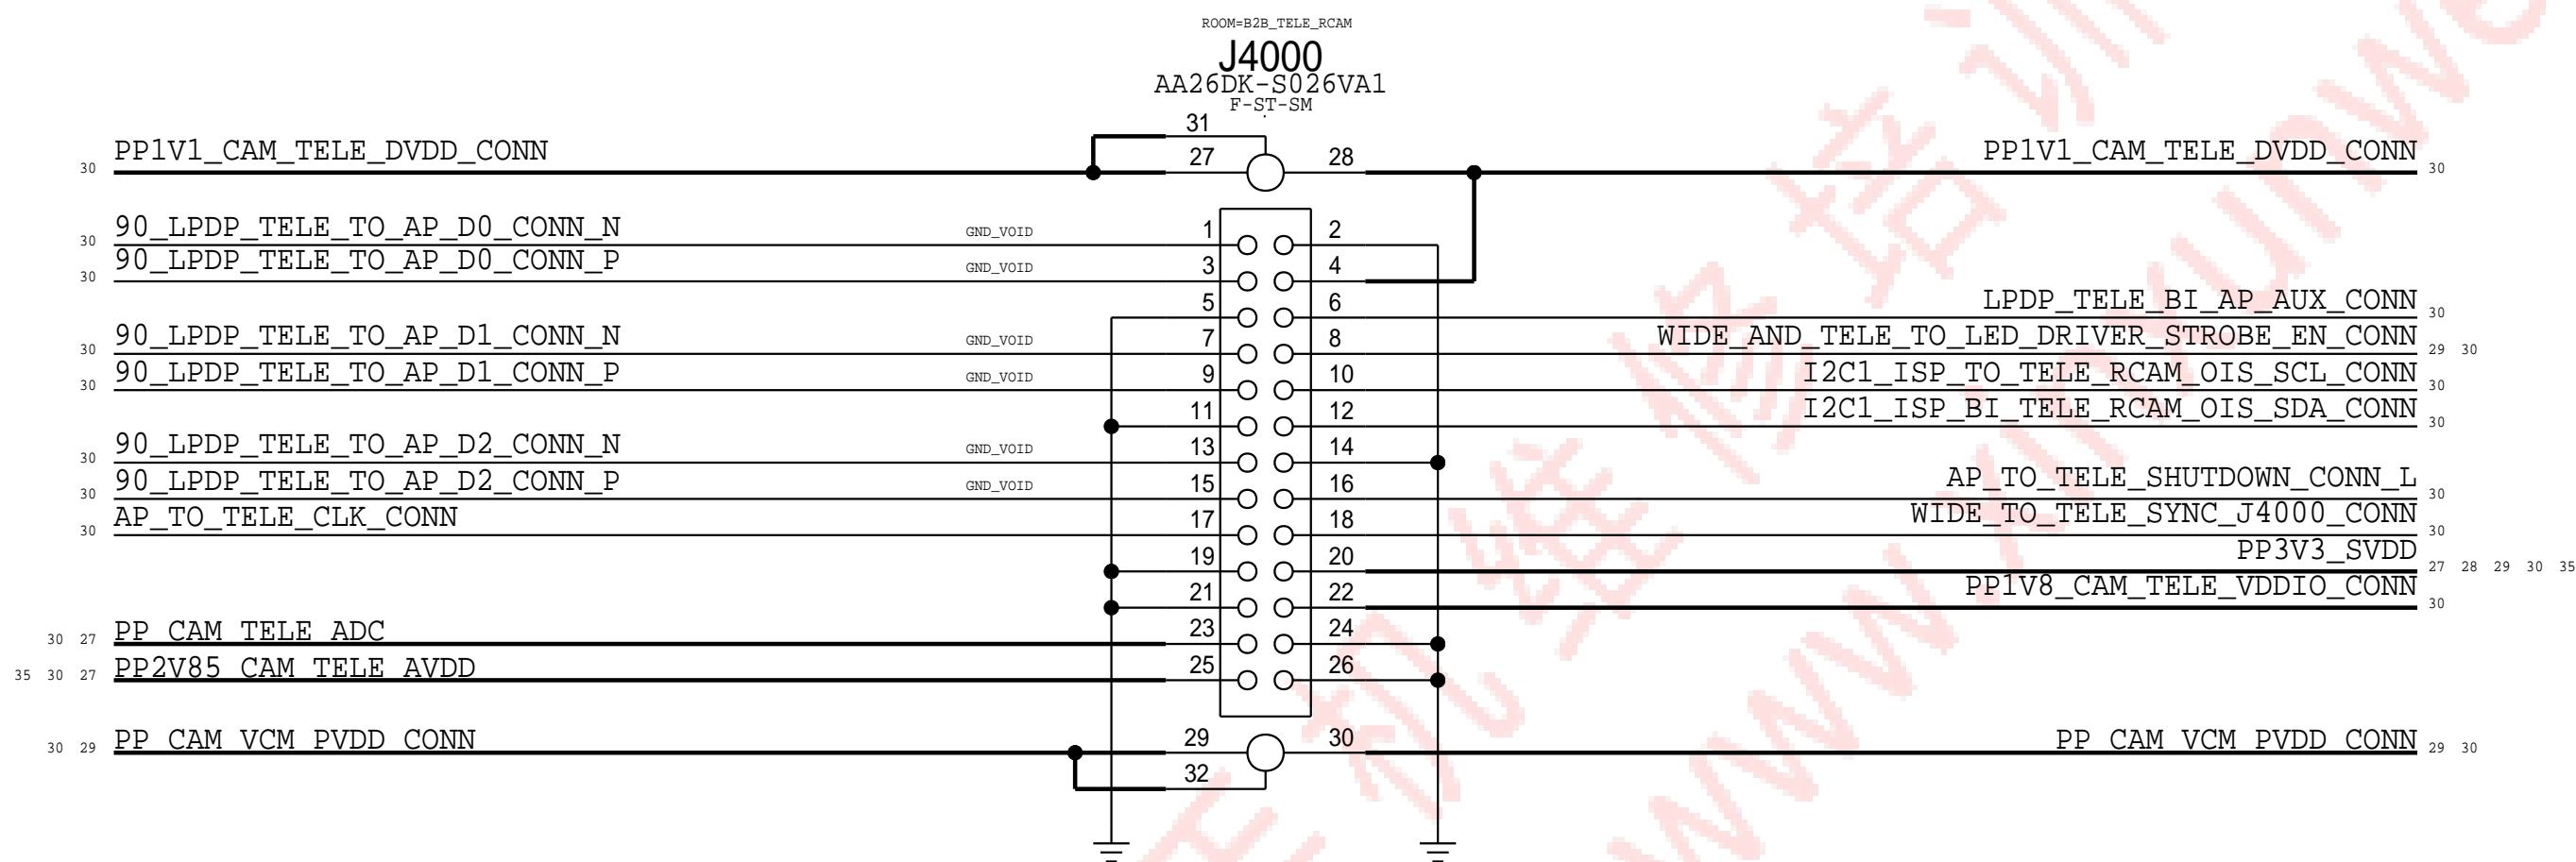 ROOM=B2B_TELE_RCAM
J4000
AA26DK-S026VA1
F-ST-SM
31
30 PP1V1_CAM_TELE_DVDD_CONN 27 28 PP1V1_CAM_TELE_DVDD_CONN 30
30 90_LPDP_TELE_TO_AP_D0_CONN_N GND_VOID 1 2
30 90_LPDP_TELE_TO_AP_D0_CONN_P GND_VOID 3 4
5 6 LPDP_TELE_BI_AP_AUX_CONN 30
30 90_LPDP_TELE_TO_AP_D1_CONN_N GND_VOID 7 8 WIDE_AND_TELE_TO_LED_DRIVER_STROBE_EN_CONN 29 30
30 90_LPDP_TELE_TO_AP_D1_CONN_P GND_VOID 9 10 I2C1_ISP_TO_TELE_RCAM_OIS_SCL_CONN 30
11 12 I2C1_ISP_BI_TELE_RCAM_OIS_SDA_CONN 30
30 90_LPDP_TELE_TO_AP_D2_CONN_N GND_VOID 13 14
30 90_LPDP_TELE_TO_AP_D2_CONN_P GND_VOID 15 16 AP_TO_TELE_SHUTDOWN_CONN_L 30
30 AP_TO_TELE_CLK_CONN 17 18 WIDE_TO_TELE_SYNC_J4000_CONN 30
19 20 PP3V3_SVDD 27 28 29 30 35
21 22 PP1V8_CAM_TELE_VDDIO_CONN 30
30 27 PP_CAM_TELE_ADC 23 24
35 30 27 PP2V85_CAM_TELE_AVDD 25 26
30 29 PP_CAM_VCM_PVDD_CONN 29 30 PP_CAM_VCM_PVDD_CONN 29 30
32